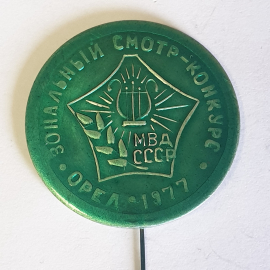 ЗОНАЛЬНЫЙ СМОТР-КОНКУРС
МВД
СССР
• ОРЕЛ-1977 •